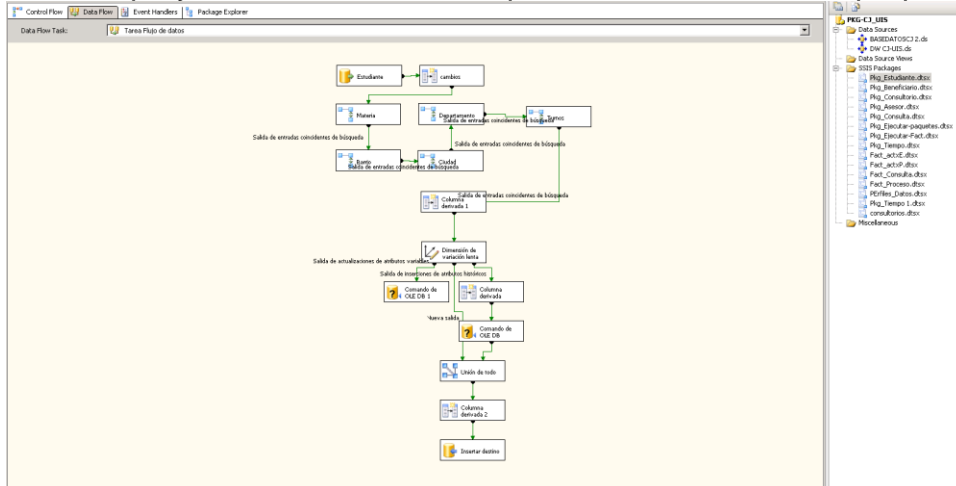 Control Flow
Data Flow
Event Handlers
Package Explorer
Data Flow Task:
Tarea Flujo de datos
Estudiante
cambios
Materia
Departamento
Turnos
Salida de entradas coincidentes de búsqueda
Salida de entradas coincidentes de búsqueda
Salida de entradas coincidentes de búsqueda
Barrio
Ciudad
Salida de entradas coincidentes de búsqueda
Salida de entradas coincidentes de búsqueda
Columna
derivada 1
Dimensión de
variación lenta
Salida de actualizaciones de atributos variables
Salida de inserciones de atributos históricos
Comando de
OLE DB 1
Columna
derivada
Nueva salida
Comando de
OLE DB
Unión de todo
Columna
derivada 2
Insertar destino
PKG-CJ_UIS
Data Sources
BASEDATOSCJ 2.ds
DW CJ-UIS.ds
Data Source Views
SSIS Packages
Pkg_Estudiante.dtsx
Pkg_Beneficiario.dtsx
Pkg_Consultorio.dtsx
Pkg_Asesor.dtsx
Pkg_Consulta.dtsx
Pkg_Ejecutar-paquetes.dtsx
Pkg_Ejecutar-Fact.dtsx
Pkg_Tiempo.dtsx
Fact_actxE.dtsx
Fact_actxP.dtsx
Fact_Consulta.dtsx
Fact_Proceso.dtsx
PErfiles_Datos.dtsx
Pkg_Tiempo 1.dtsx
consultorios.dtsx
Miscellaneous